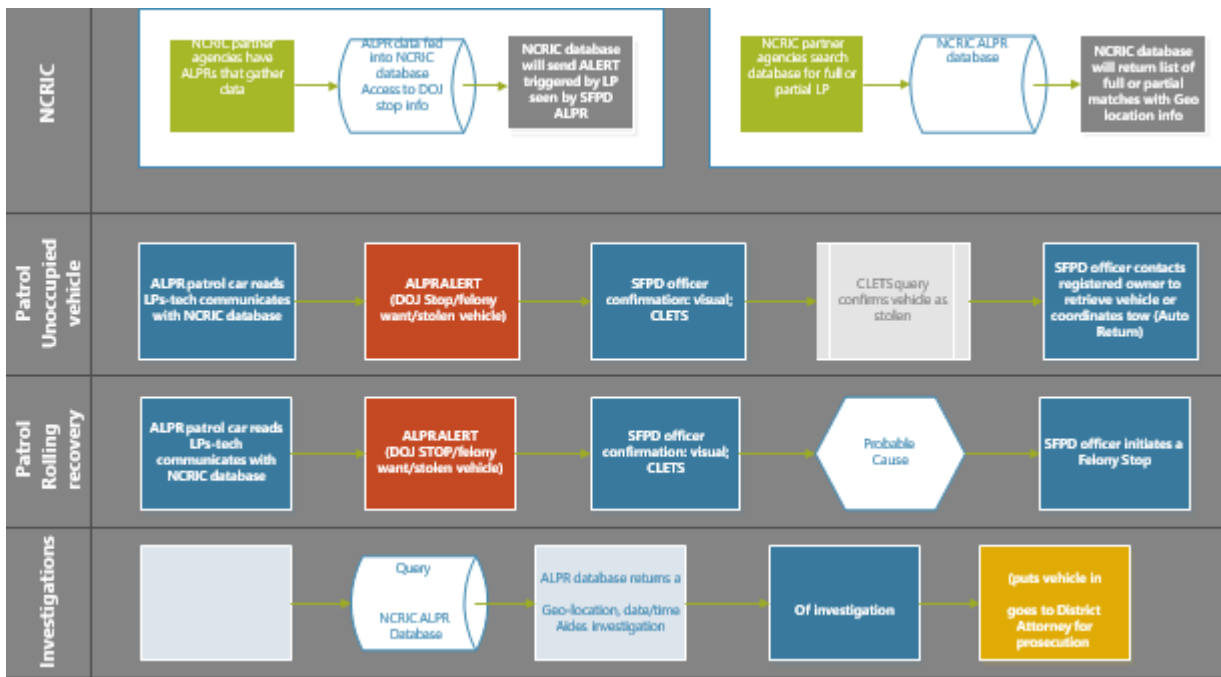 NCRIC
NCRIC partner
agencies have
ALPRs that gather
data
ALPR data fed
into NCRIC
database
Access to DOJ
stop info
NCRIC database
will send ALERT
triggered by LP
seen by SFPD
ALPR
NCRIC partner
agencies search
database for full or
partial LP
NCRIC ALPR
database
NCRIC database
will return list of
full or partial
matches with Geo
location info
Patrol
Unoccupied
vehicle
ALPR patrol car reads
LPs-tech communicates
with NCRIC database
ALPR ALERT
(DOJ Stop/felony
want/stolen vehicle)
SFPD officer
confirmation: visual;
CLETS
CLETS query
confirms vehicle as
stolen
SFPD officer contacts
registered owner to
retrieve vehicle or
coordinates tow (Auto
Return)
Patrol
Rolling
recovery
ALPR patrol car reads
LPs-tech
communicates with
NCRIC database
ALPR ALERT
(DOJ STOP/felony
want/stolen vehicle)
SFPD officer
confirmation: visual;
CLETS
Probable
Cause
SFPD officer initiates a
Felony Stop
Investigations
Query
NCRIC ALPR
Database
ALPR database returns a
Geo-location, date/time
Aides investigation
Of investigation
(puts vehicle in
goes to District
Attorney for
prosecution